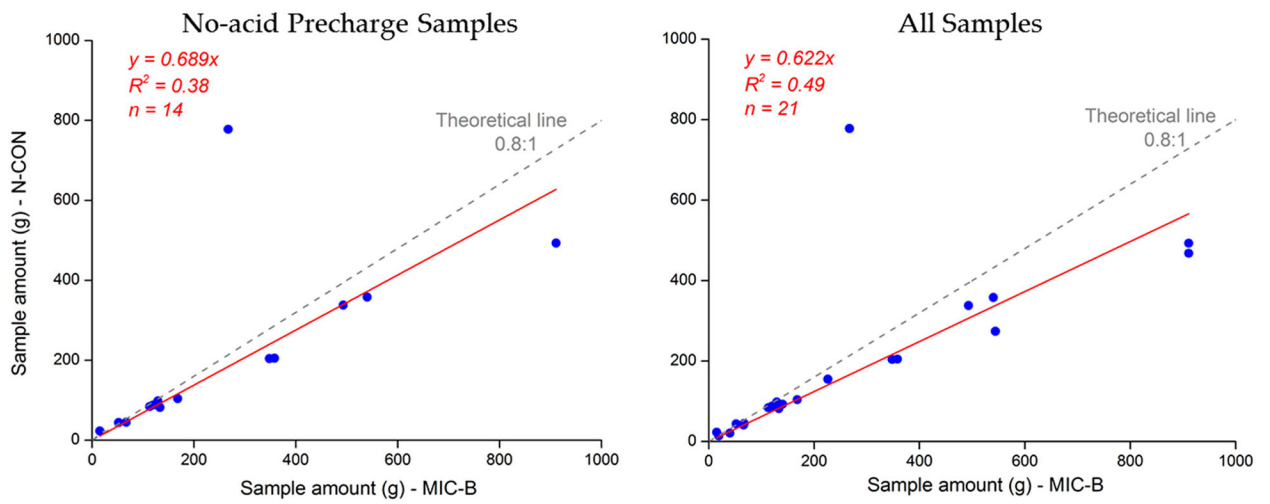 No-acid Precharge Samples
1000
800
600
400
200
0
0
200
400
600
800
1000
y = 0.689x
R² = 0.38
n = 14
Theoretical line
0.8:1
Sample amount (g) - N-CON
Sample amount (g) - MIC-B
All Samples
1000
800
600
400
200
0
0
200
400
600
800
1000
y = 0.622x
R² = 0.49
n = 21
Theoretical line
0.8:1
Sample amount (g) - MIC-B